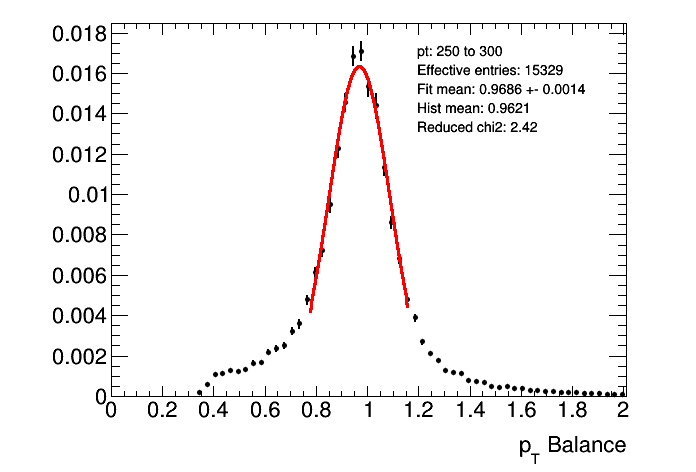 0.018
0.016
0.014
0.012
0.01
0.008
0.006
0.004
0.002
0
pt: 250 to 300
Effective entries: 15329
Fit mean: 0.9686 +- 0.0014
Hist mean: 0.9621
Reduced chi2: 2.42
0 0.2 0.4 0.6 0.8 1 1.2 1.4 1.6 1.8 2
p_T Balance